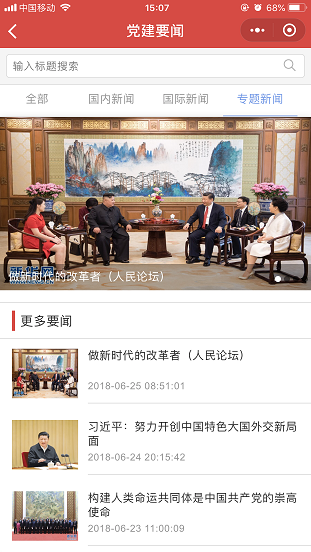 中国移动
15:07
68%
党建要闻
输入标题搜索
全部
国内新闻
国际新闻
专题新闻
做新时代的改革者（人民论坛）
更多要闻
做新时代的改革者（人民论坛）
2018-06-25 08:51:01
习近平：努力开创中国特色大国外交新局
面
2018-06-24 20:15:42
构建人类命运共同体是中国共产党的崇高
使命
2018-06-23 11:00:09